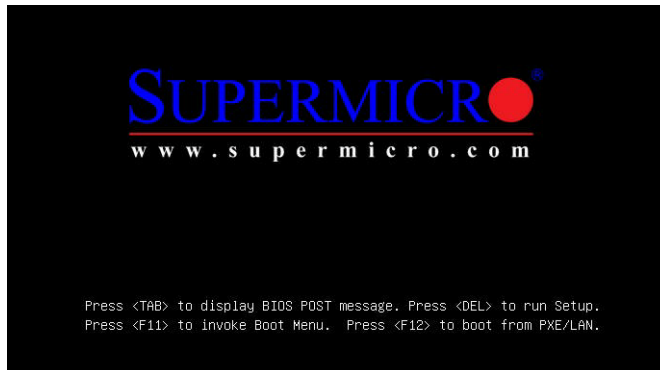 SUPERMICRO®
www.supermicro.com
Press <TAB> to display BIOS POST message. Press <DEL> to run Setup.
Press <F11> to invoke Boot Menu. Press <F12> to boot from PXE/LAN.